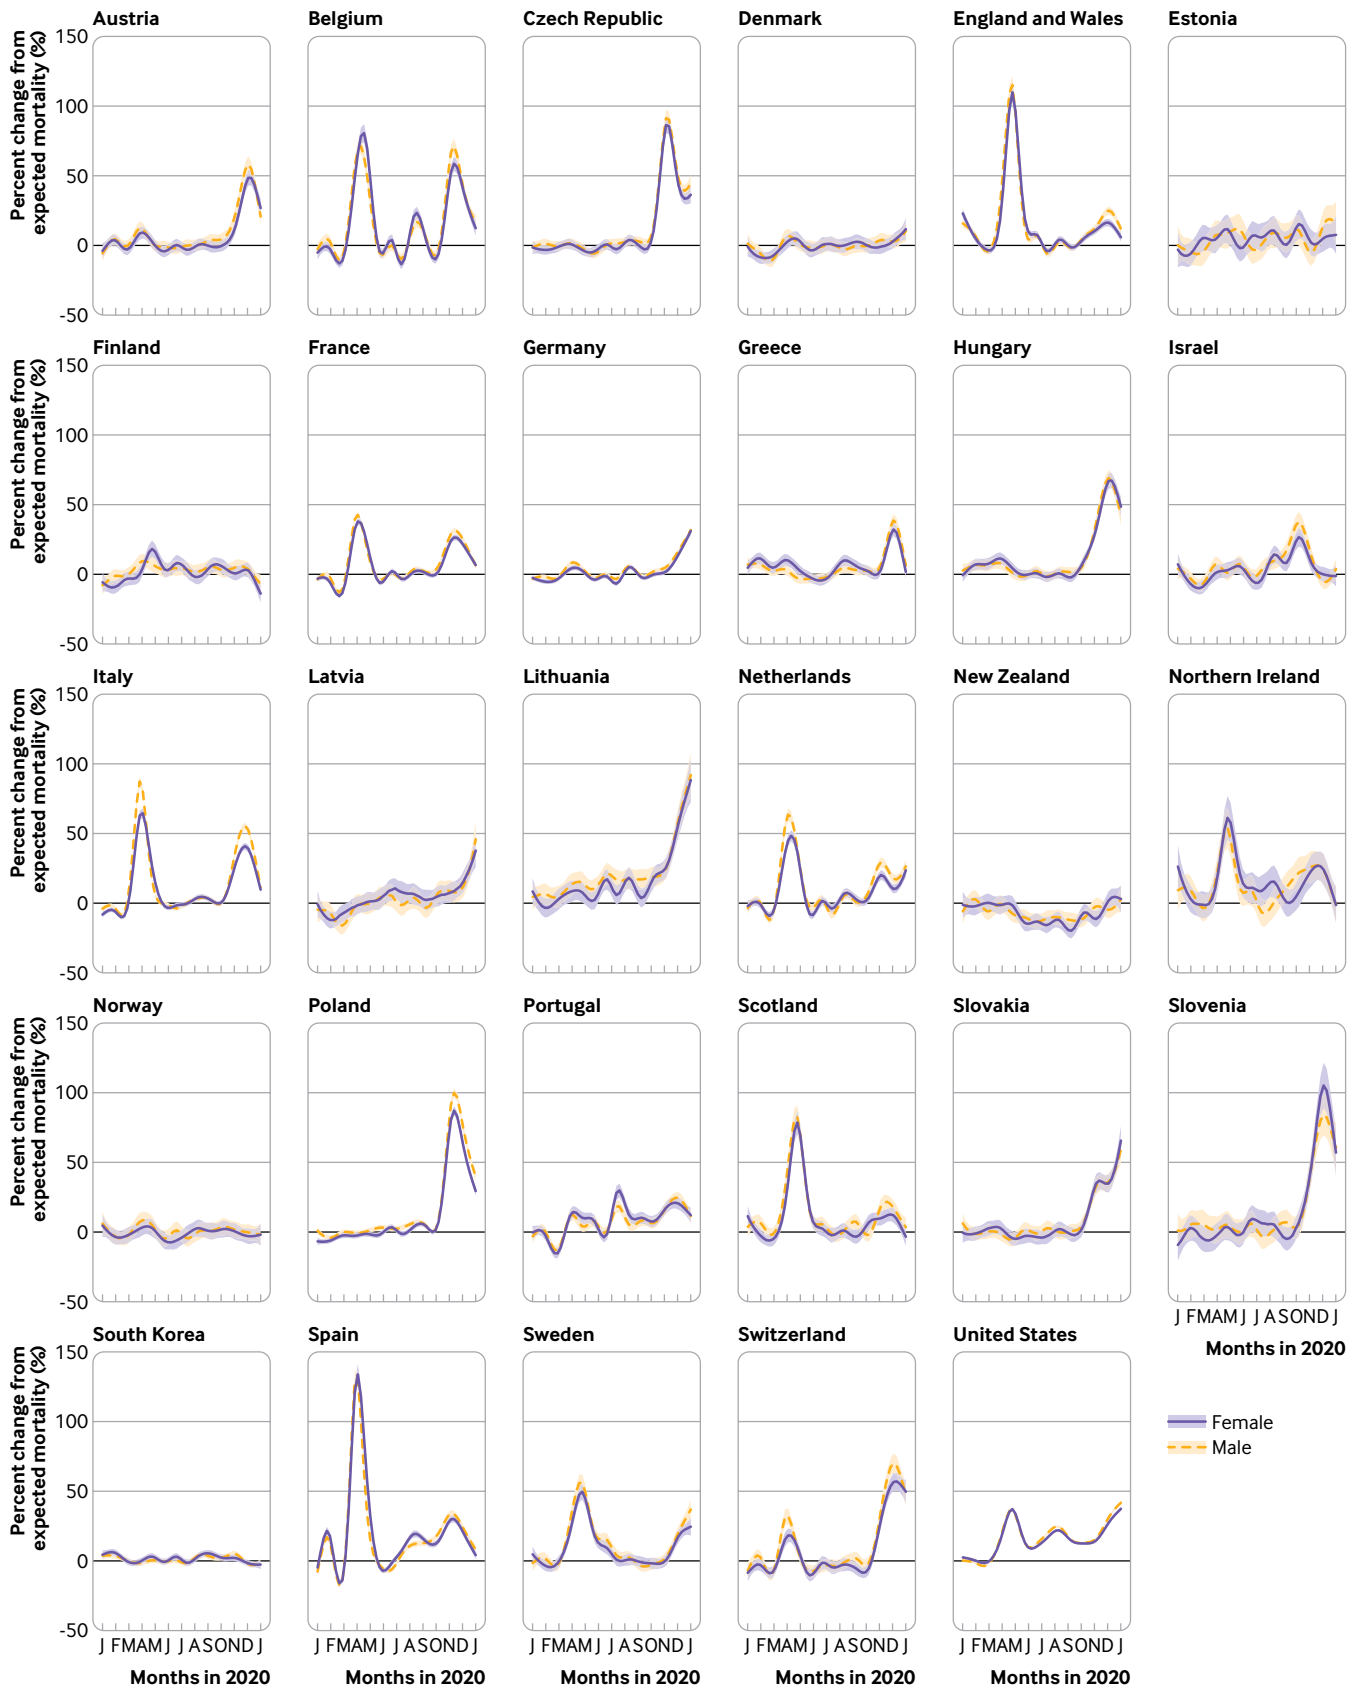 Austria
Belgium
Czech Republic
Denmark
England and Wales
Estonia
Percent change from
expected mortality (%)
150
100
50
0
-50
Finland
France
Germany
Greece
Hungary
Israel
Percent change from
expected mortality (%)
150
100
50
0
-50
Italy
Latvia
Lithuania
Netherlands
New Zealand
Northern Ireland
Percent change from
expected mortality (%)
150
100
50
0
-50
Norway
Poland
Portugal
Scotland
Slovakia
Slovenia
Percent change from
expected mortality (%)
150
100
50
0
-50
J FMAMJ J ASOND J
Months in 2020
South Korea
Spain
Sweden
Switzerland
United States
Percent change from
expected mortality (%)
150
100
50
0
-50
Female
Male
J FMAMJ J ASOND J
J FMAMJ J ASOND J
J FMAMJ J ASOND J
J FMAMJ J ASOND J
J FMAMJ J ASOND J
Months in 2020
Months in 2020
Months in 2020
Months in 2020
Months in 2020